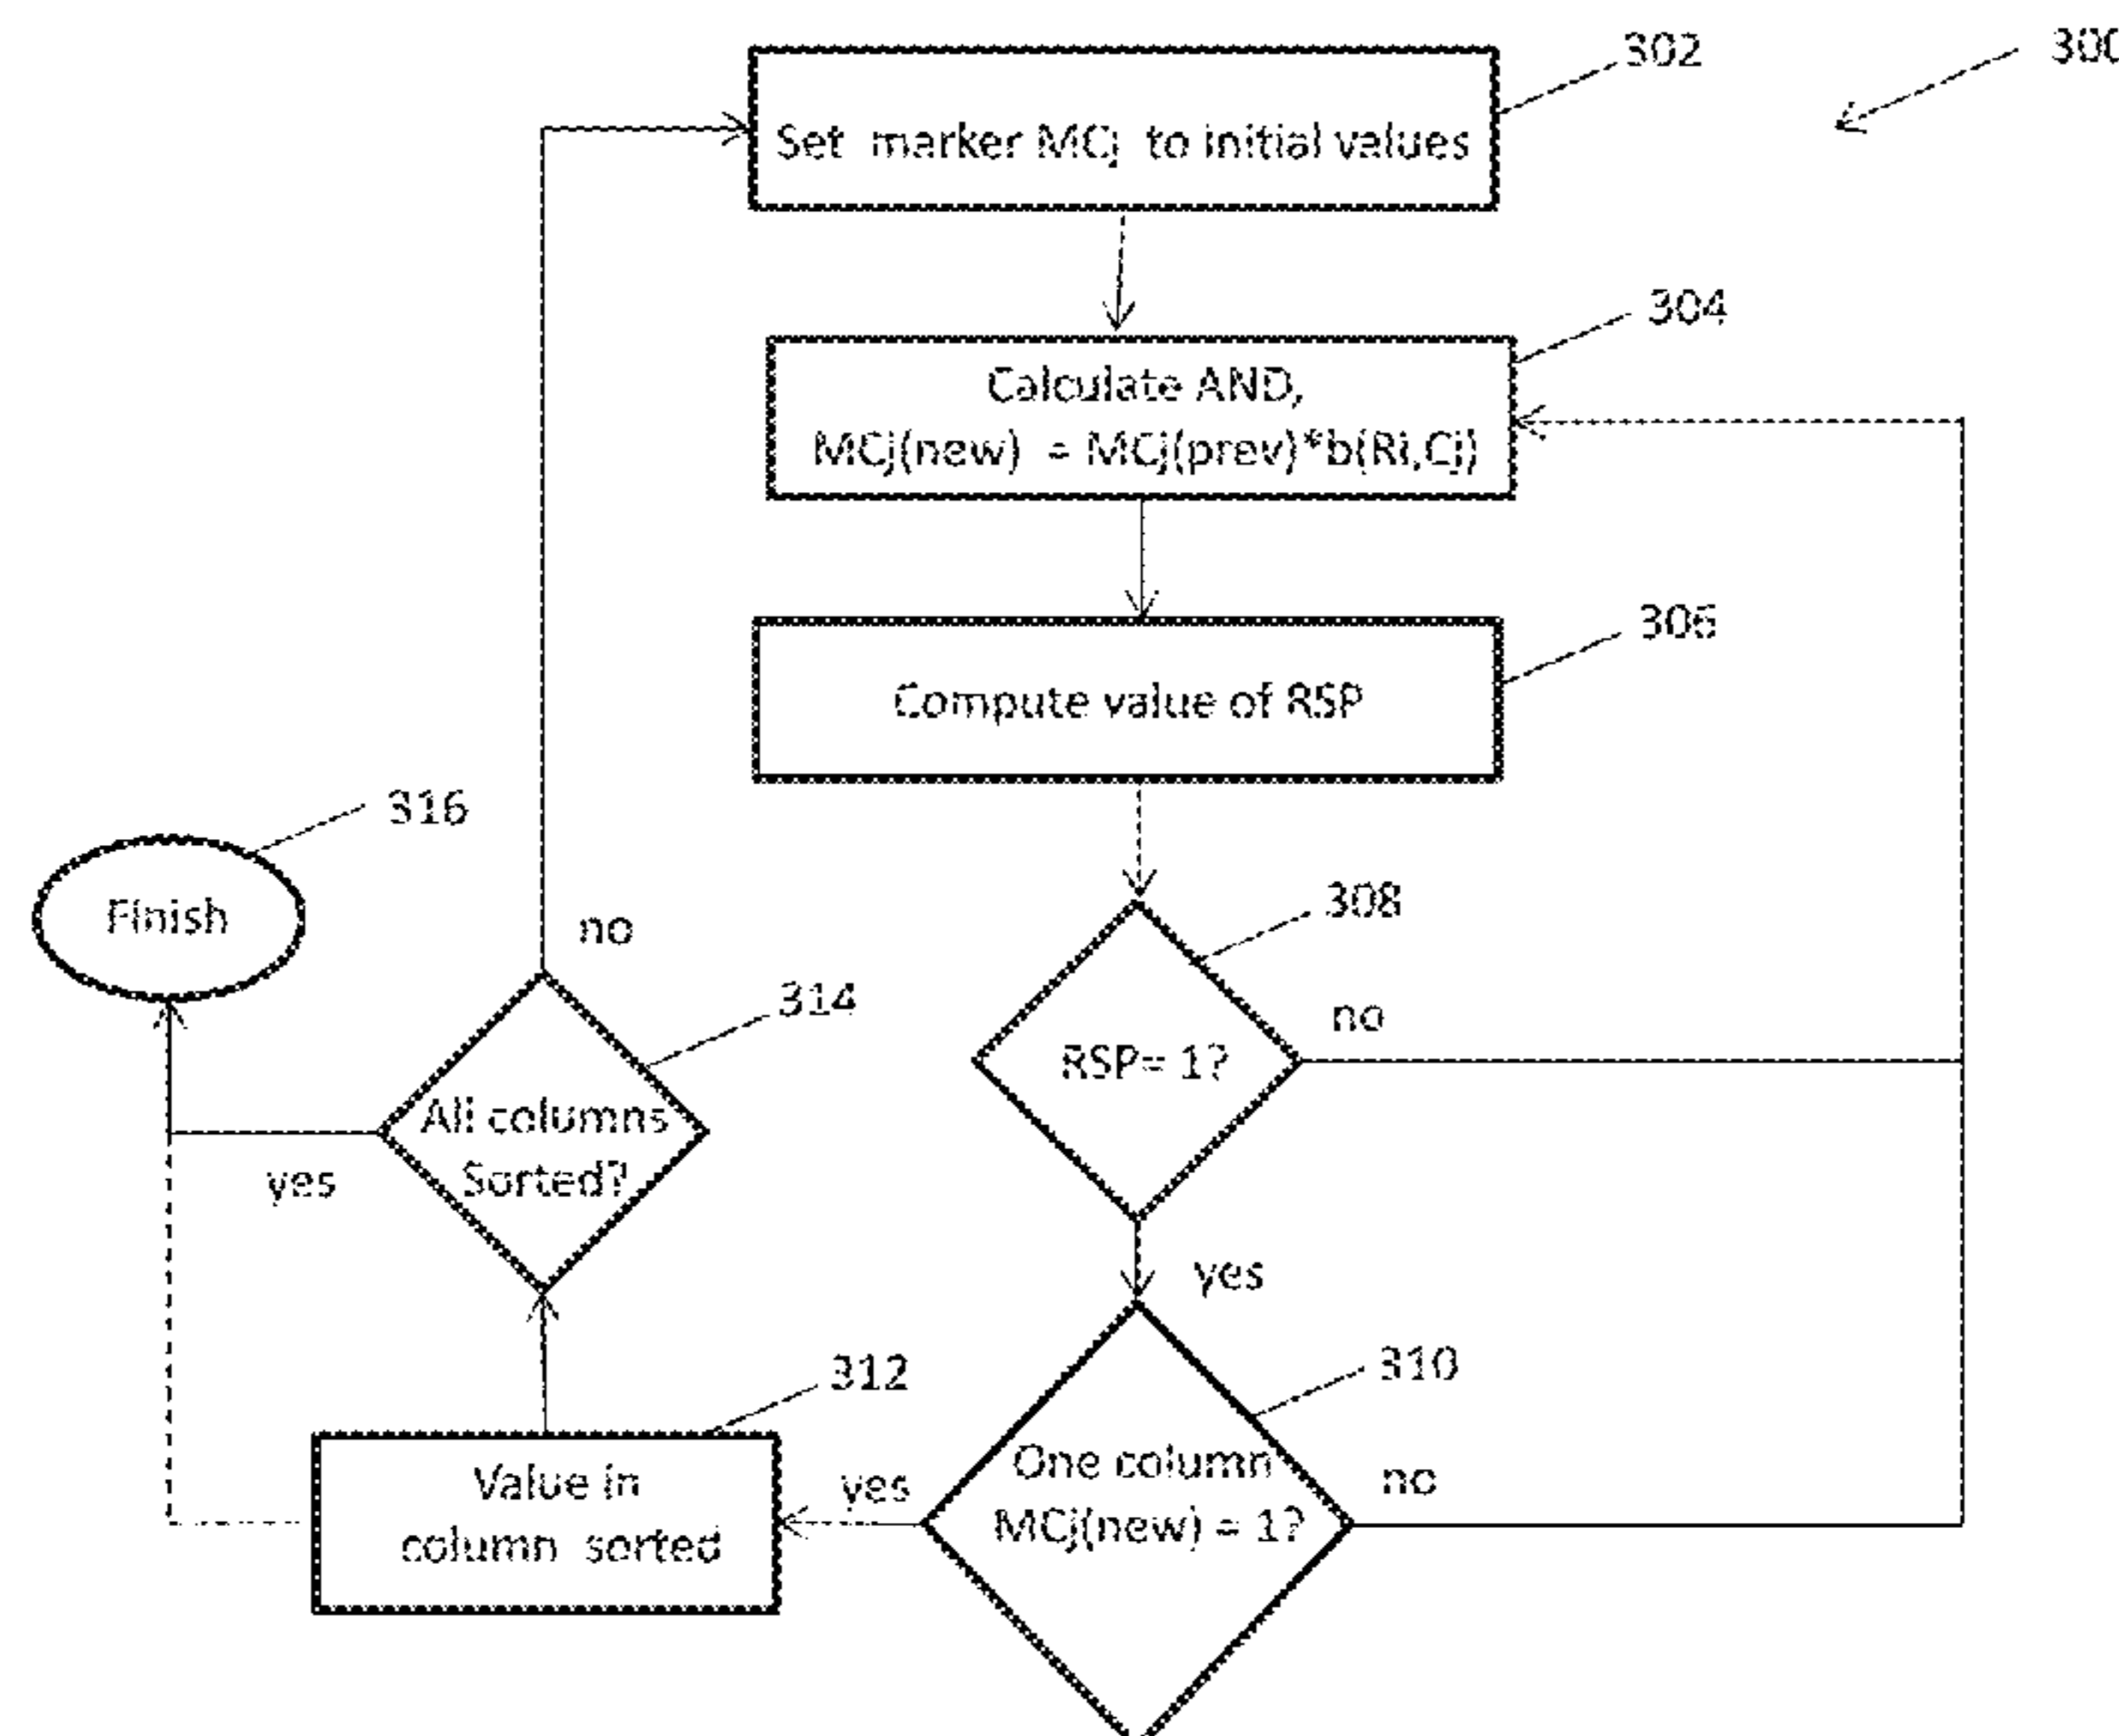 302
300
Set marker MCj to initial values
304
Calculate AND,
MCj(new) = MCj(prev)*b(Ri,Cj)
306
Compute value of RSP
316
Finish
308
no
314
no
RSP= 1?
All columns
Sorted?
yes
yes
312
310
Value in
column sorted
yes
One column
MCj(new) = 1?
no